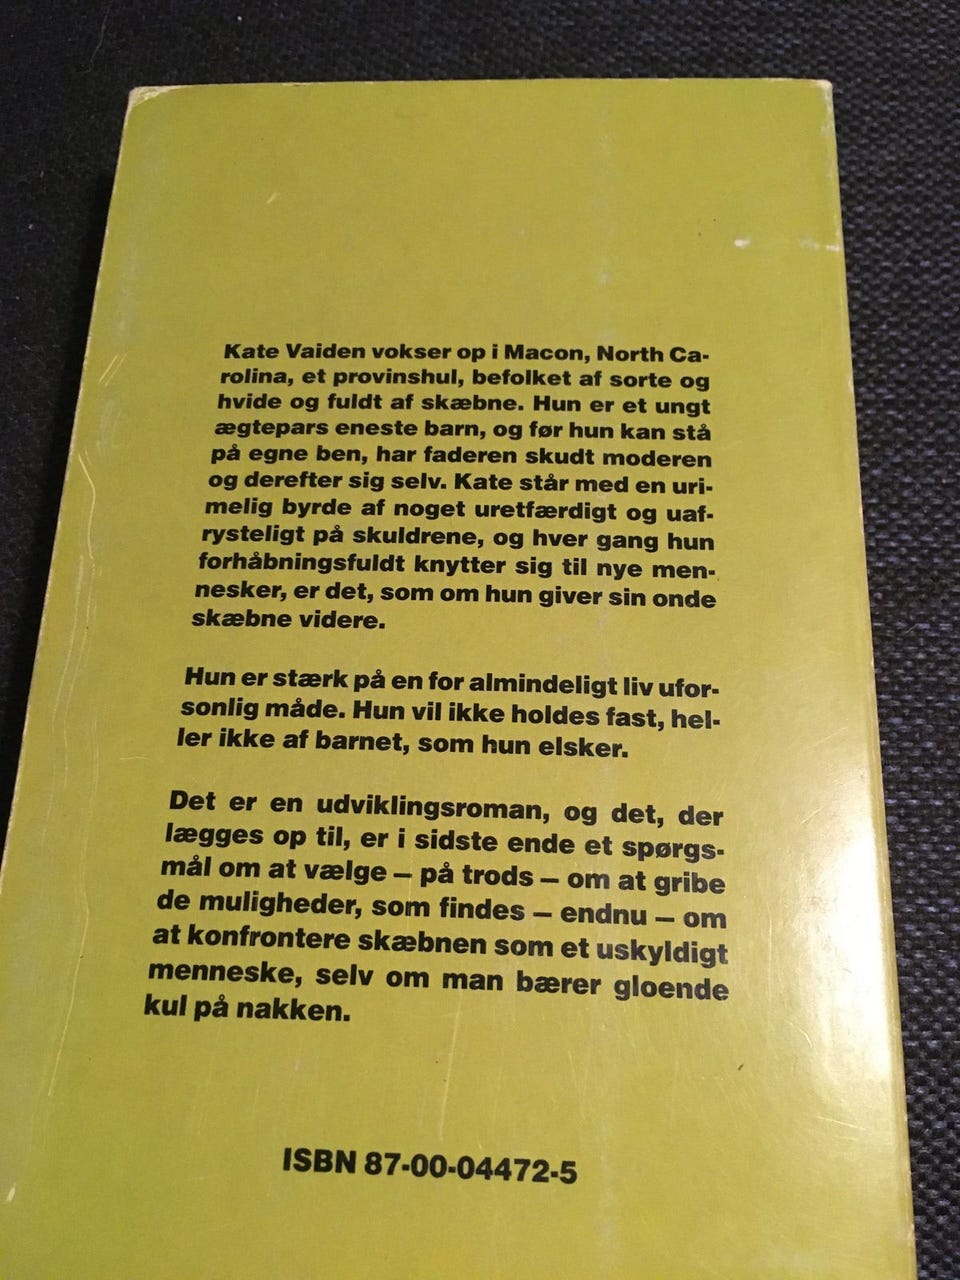 Kate Vaiden vokser op i Macon, North Ca-
rolina, et provinshul, befolket af sorte og
hvide og fuldt af skæbne. Hun er et ungt
ægtepars eneste barn, og før hun kan stå
på egne ben, har faderen skudt moderen
og derefter sig selv. Kate står med en uri-
melig byrde af noget uretfærdigt og uaf-
rysteligt på skuldrene, og hver gang hun
forhåbningsfuldt knytter sig til nye men-
nesker, er det, som om hun giver sin onde
skæbne videre.
Hun er stærk på en for almindeligt liv ufor-
sonlig måde. Hun vil ikke holdes fast, hel-
ler ikke af barnet, som hun elsker.
Det er en udviklingsroman, og det, der
lægges op til, er i sidste ende et spørgs-
mål om at vælge – på trods – om at gribe
de muligheder, som findes – endnu – om
at konfrontere skæbnen som et uskyldigt
menneske, selv om man bærer gloende
kul på nakken.
ISBN 87-00-04472-5